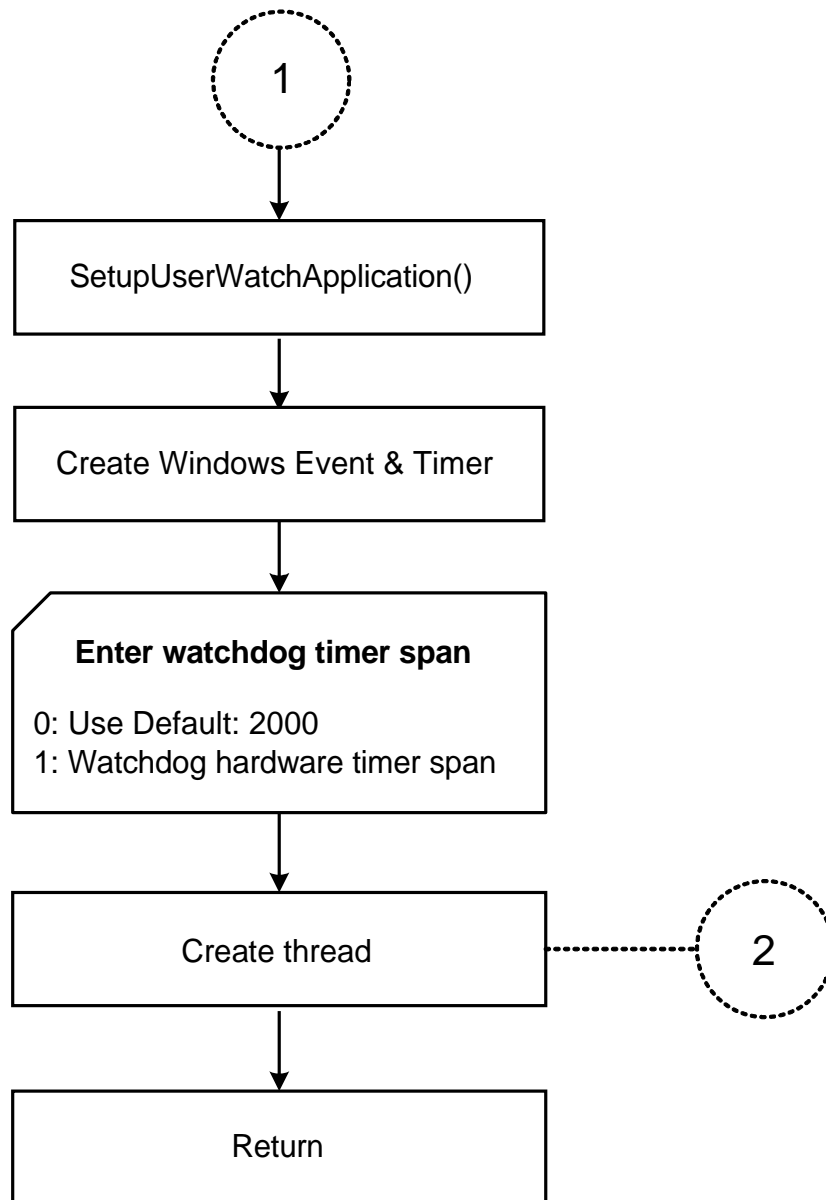 1
SetupUserWatchApplication()
Create Windows Event & Timer
Enter watchdog timer span
0: Use Default: 2000
1: Watchdog hardware timer span
Create thread
2
Return